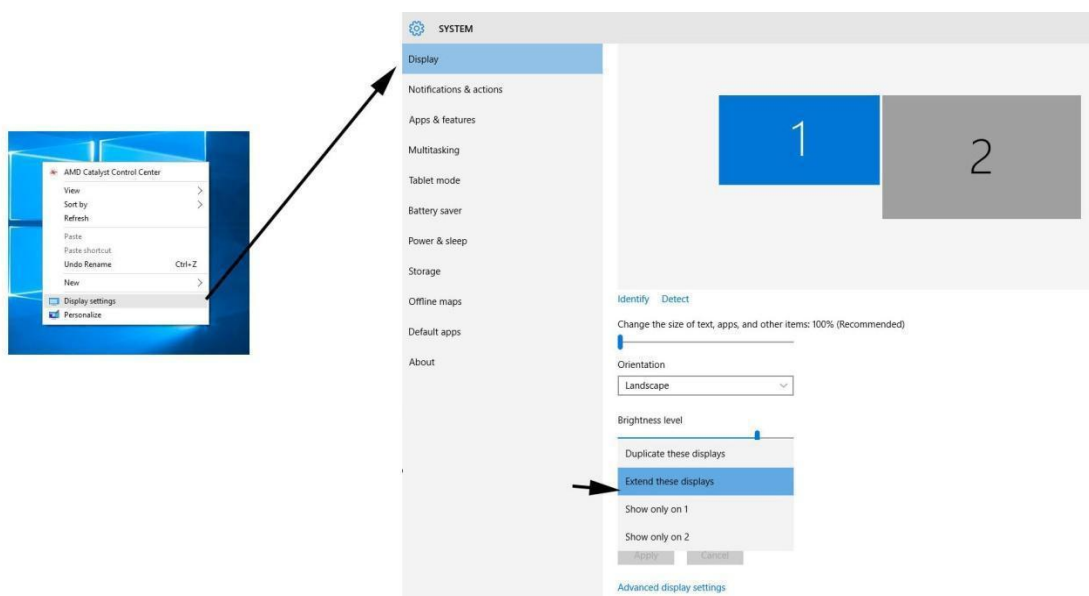 AMD Catalyst Control Center
View
Sort by
Refresh
Paste
Paste shortcut
Undo Rename Ctrl+Z
New
Display settings
Personalize
SYSTEM
Display
Notifications & actions
Apps & features
Multitasking
Tablet mode
Battery saver
Power & sleep
Storage
Offline maps
Default apps
About
1
2
Identify Detect
Change the size of text, apps, and other items: 100% (Recommended)
Orientation
Landscape
Brightness level
Duplicate these displays
Extend these displays
Show only on 1
Show only on 2
Apply Cancel
Advanced display settings